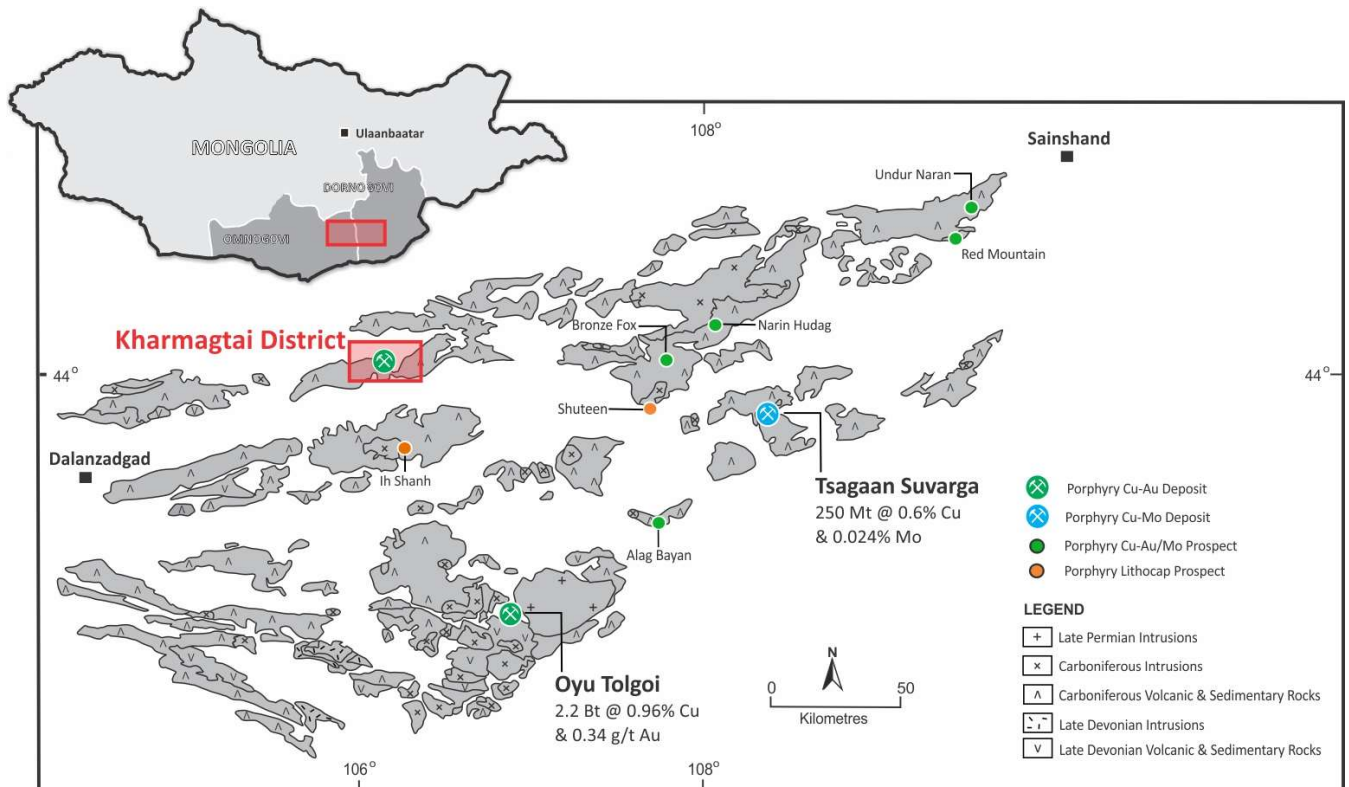 Ulaanbaatar
MONGOLIA
DORNOGOVI
OMNOGOVI
108°
Sainshand
Undur Naran
Red Mountain
Bronze Fox
Narin Hudag
Kharmagtai District
44°
44°
Shuteen
Dalanzadgad
Ih Shanh
Tsagaan Suvarga
250 Mt @ 0.6% Cu
& 0.024% Mo
Alag Bayan
Oyu Tolgoi
2.2 Bt @ 0.96% Cu
& 0.34 g/t Au
N
0 50
Kilometres
Porphyry Cu-Au Deposit
Porphyry Cu-Mo Deposit
Porphyry Cu-Au/Mo Prospect
Porphyry Lithocap Prospect
LEGEND
Late Permian Intrusions
Carboniferous Intrusions
Carboniferous Volcanic & Sedimentary Rocks
Late Devonian Intrusions
Late Devonian Volcanic & Sedimentary Rocks
106°
108°